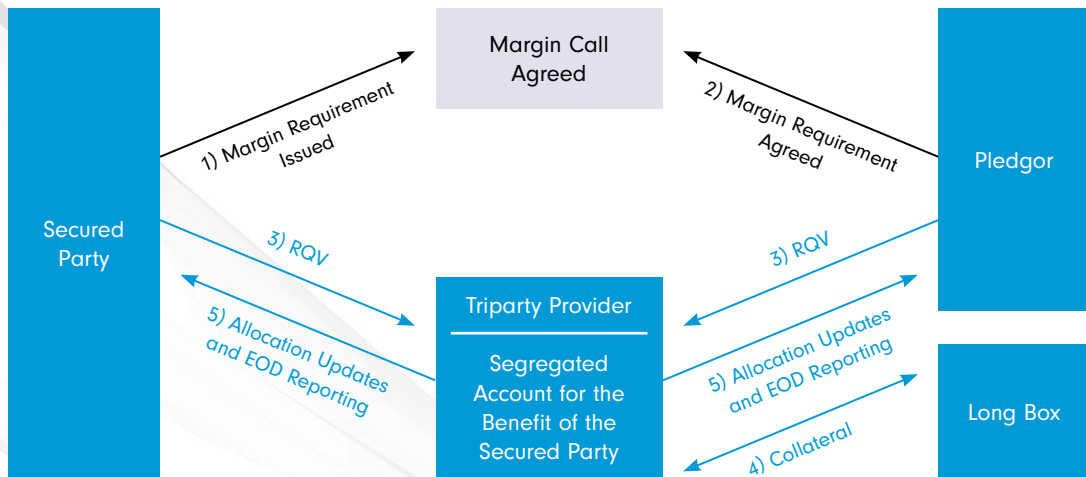 Margin Call
Agreed
1) Margin Requirement
Issued
2) Margin Requirement
Agreed
Secured
Party
Pledgor
3) RQV
3) RQV
Triparty Provider
Segregated
Account for the
Benefit of the
Secured Party
5) Allocation Updates
and EOD Reporting
5) Allocation Updates
and EOD Reporting
4) Collateral
Long Box